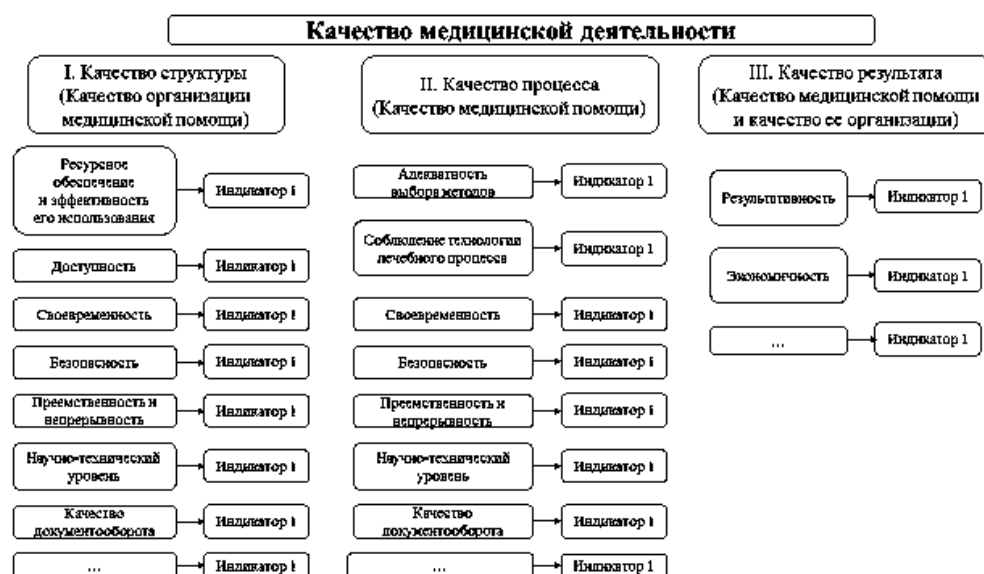 Качество медицинской деятельности
I. Качество структуры
(Качество организации
медицинской помощи)
Ресурсное
обеспечение
и эффективность
его использования
Индикатор 1
Доступность
Индикатор 1
Своевременность
Индикатор 1
Безопасность
Индикатор 1
Преемственность и
непрерывность
Индикатор 1
Научно-технический
уровень
Индикатор 1
Качество
документооборота
Индикатор 1
...
Индикатор 1
II. Качество процесса
(Качество медицинской помощи)
Адекватность
выбора методов
Индикатор 1
Соблюдение технологии
лечебного процесса
Индикатор 1
Своевременность
Индикатор 1
Безопасность
Индикатор 1
Преемственность и
непрерывность
Индикатор 1
Научно-технический
уровень
Индикатор 1
Качество
документооборота
Индикатор 1
...
Индикатор 1
III. Качество результата
(Качество медицинской помощи
и качество ее организации)
Результативность
Индикатор 1
Экономичность
Индикатор 1
...
Индикатор 1